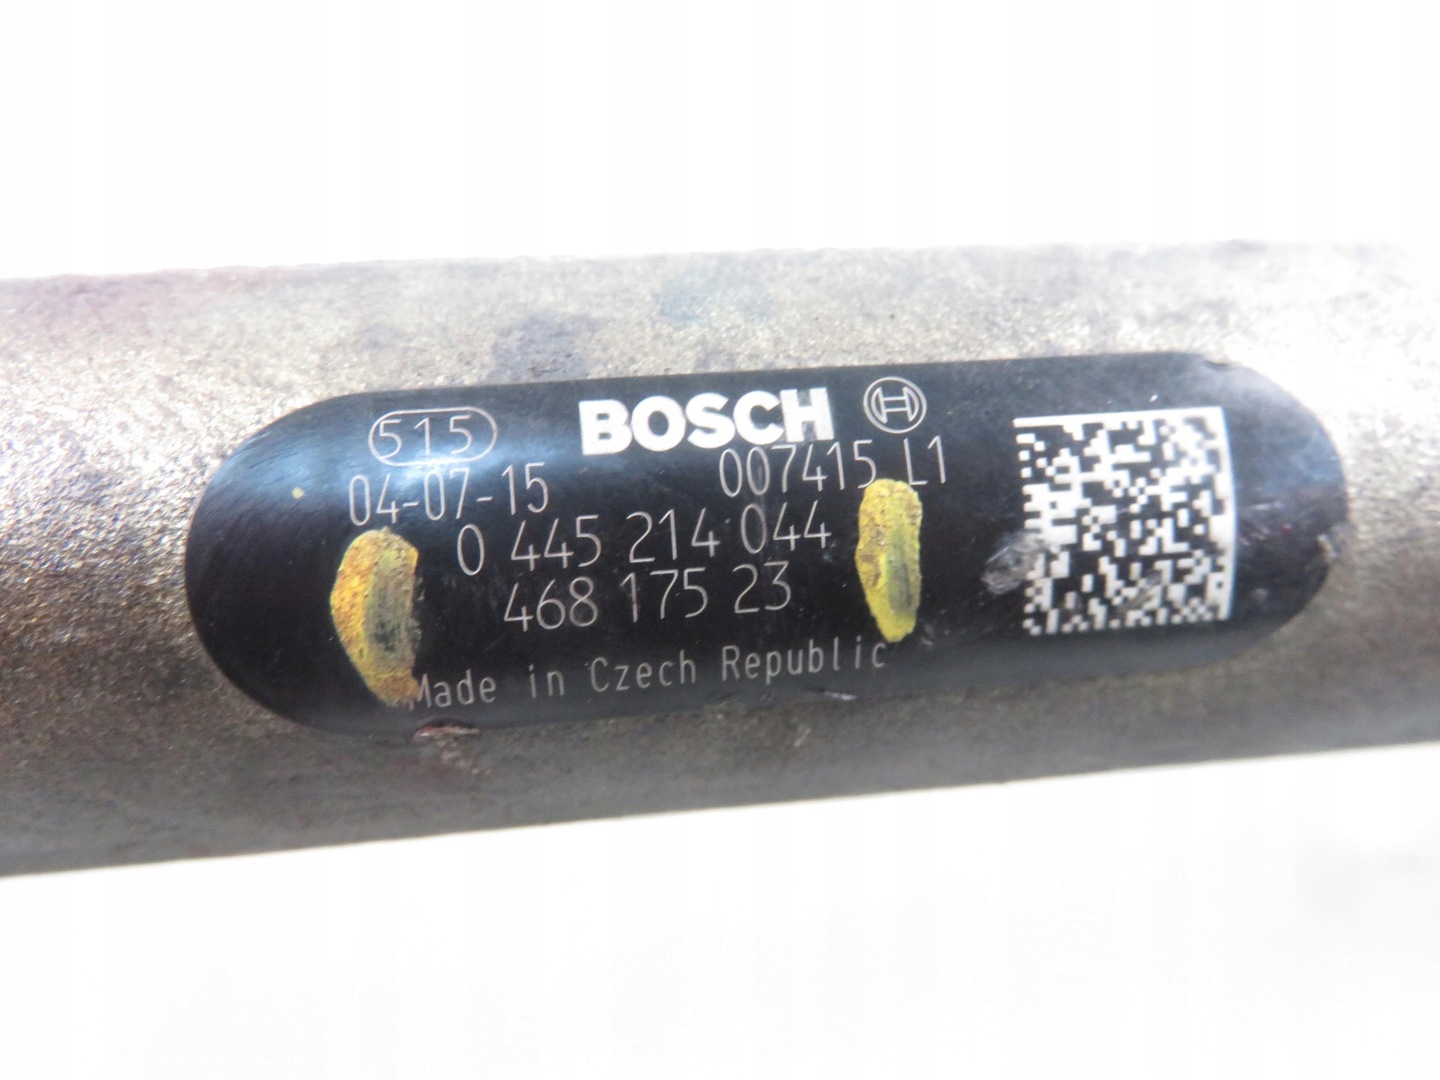 515 BOSCH
04-07-15 007415 L1
0 445 214 044
468 175 23
Made in Czech Republic